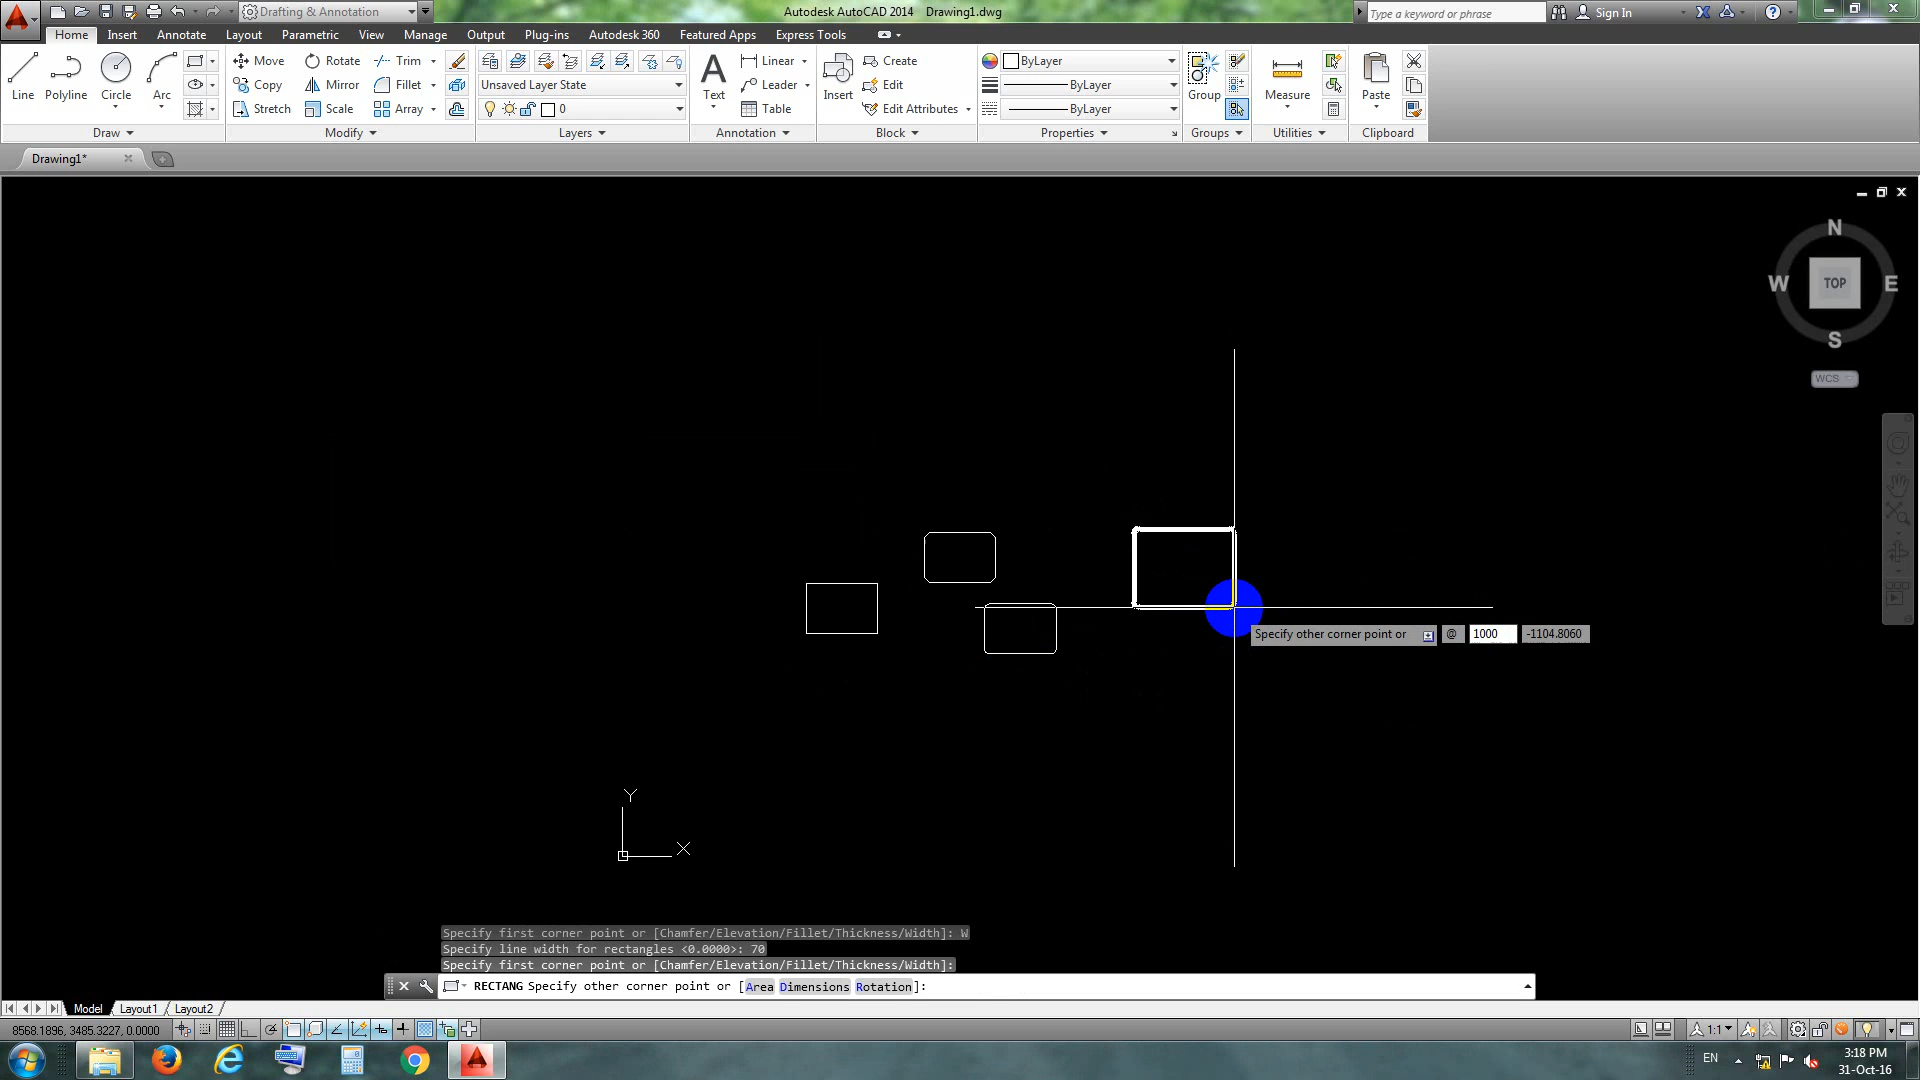 Drafting & Annotation
Autodesk AutoCAD 2014 Drawing1.dwg
Type a keyword or phrase
Sign In
Home Insert Annotate Layout Parametric View Manage Output Plug-ins Autodesk 360 Featured Apps Express Tools
Line Polyline Circle Arc
Draw
Move Rotate Trim
Copy Mirror Fillet
Stretch Scale Array
Modify
Unsaved Layer State
0
Layers
Text
Linear
Leader
Table
Annotation
Insert
Create
Edit
Edit Attributes
Block
ByLayer
ByLayer
ByLayer
Properties
Group
Groups
Measure
Utilities
Paste
Clipboard
Drawing1*
N
W TOP E
S
WCS
Specify other corner point or @ 1000 -1104.8060
Y
X
Specify first corner point or [Chamfer/Elevation/Fillet/Thickness/Width]: W
Specify line width for rectangles <0.0000>: 70
Specify first corner point or [Chamfer/Elevation/Fillet/Thickness/Width]:
RECTANG Specify other corner point or [Area Dimensions Rotation]:
Model Layout1 Layout2
8568.1896, 3485.3227, 0.0000
1:1
EN
3:18 PM
31-Oct-16